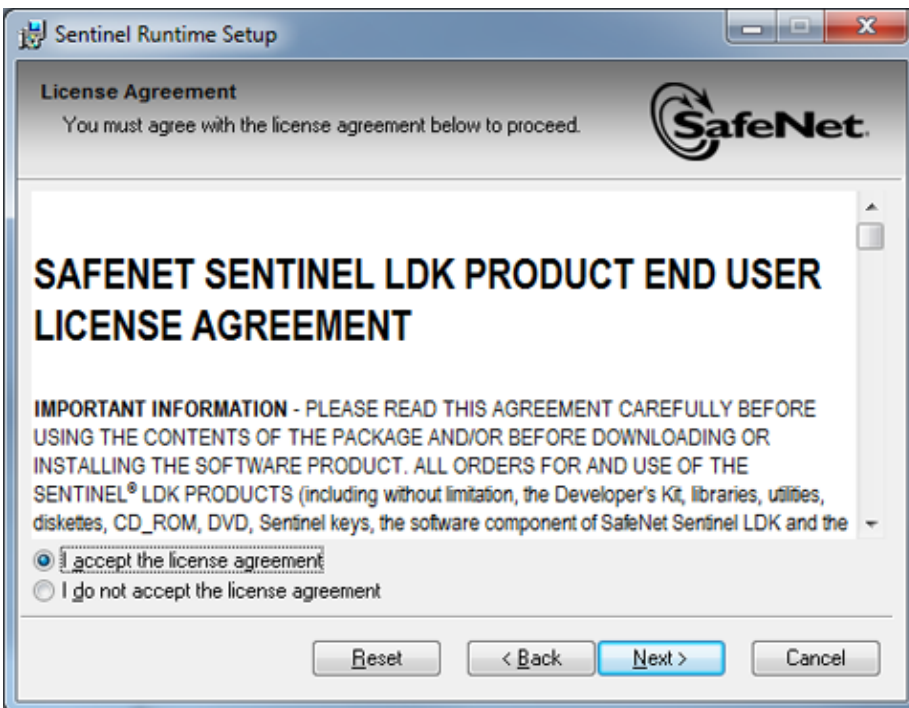 Sentinel Runtime Setup
License Agreement
You must agree with the license agreement below to proceed.
SafeNet.
SAFENET SENTINEL LDK PRODUCT END USER
LICENSE AGREEMENT
IMPORTANT INFORMATION - PLEASE READ THIS AGREEMENT CAREFULLY BEFORE
USING THE CONTENTS OF THE PACKAGE AND/OR BEFORE DOWNLOADING OR
INSTALLING THE SOFTWARE PRODUCT. ALL ORDERS FOR AND USE OF THE
SENTINEL® LDK PRODUCTS (including without limitation, the Developer's Kit, libraries, utilities,
diskettes, CD_ROM, DVD, Sentinel keys, the software component of SafeNet Sentinel LDK and the
I accept the license agreement
I do not accept the license agreement
Reset
< Back
Next >
Cancel